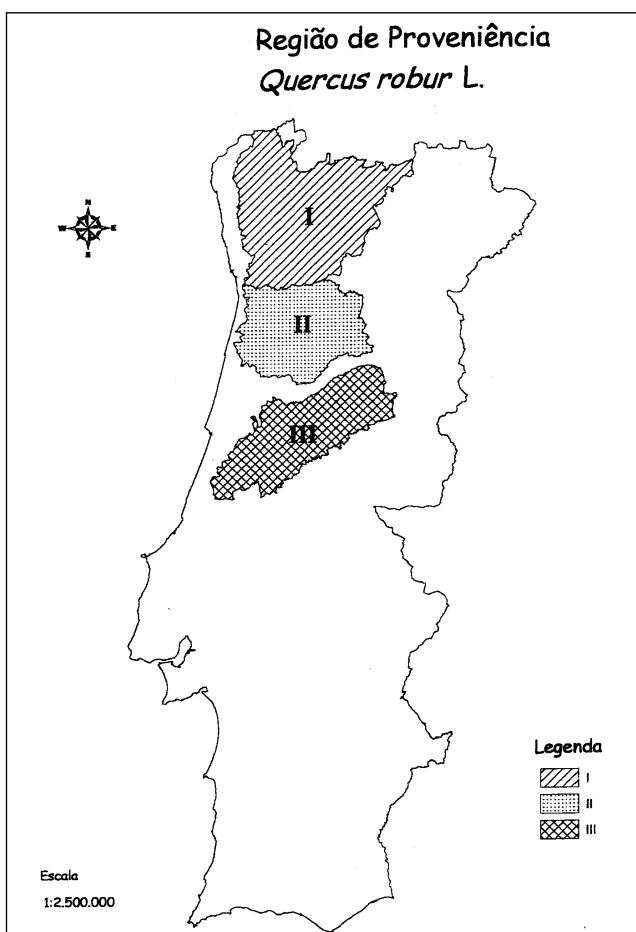 Região de Proveniência
Quercus robur L.
N
W E
S
I
II
III
Legenda
I
II
III
Escala
1:2.500.000